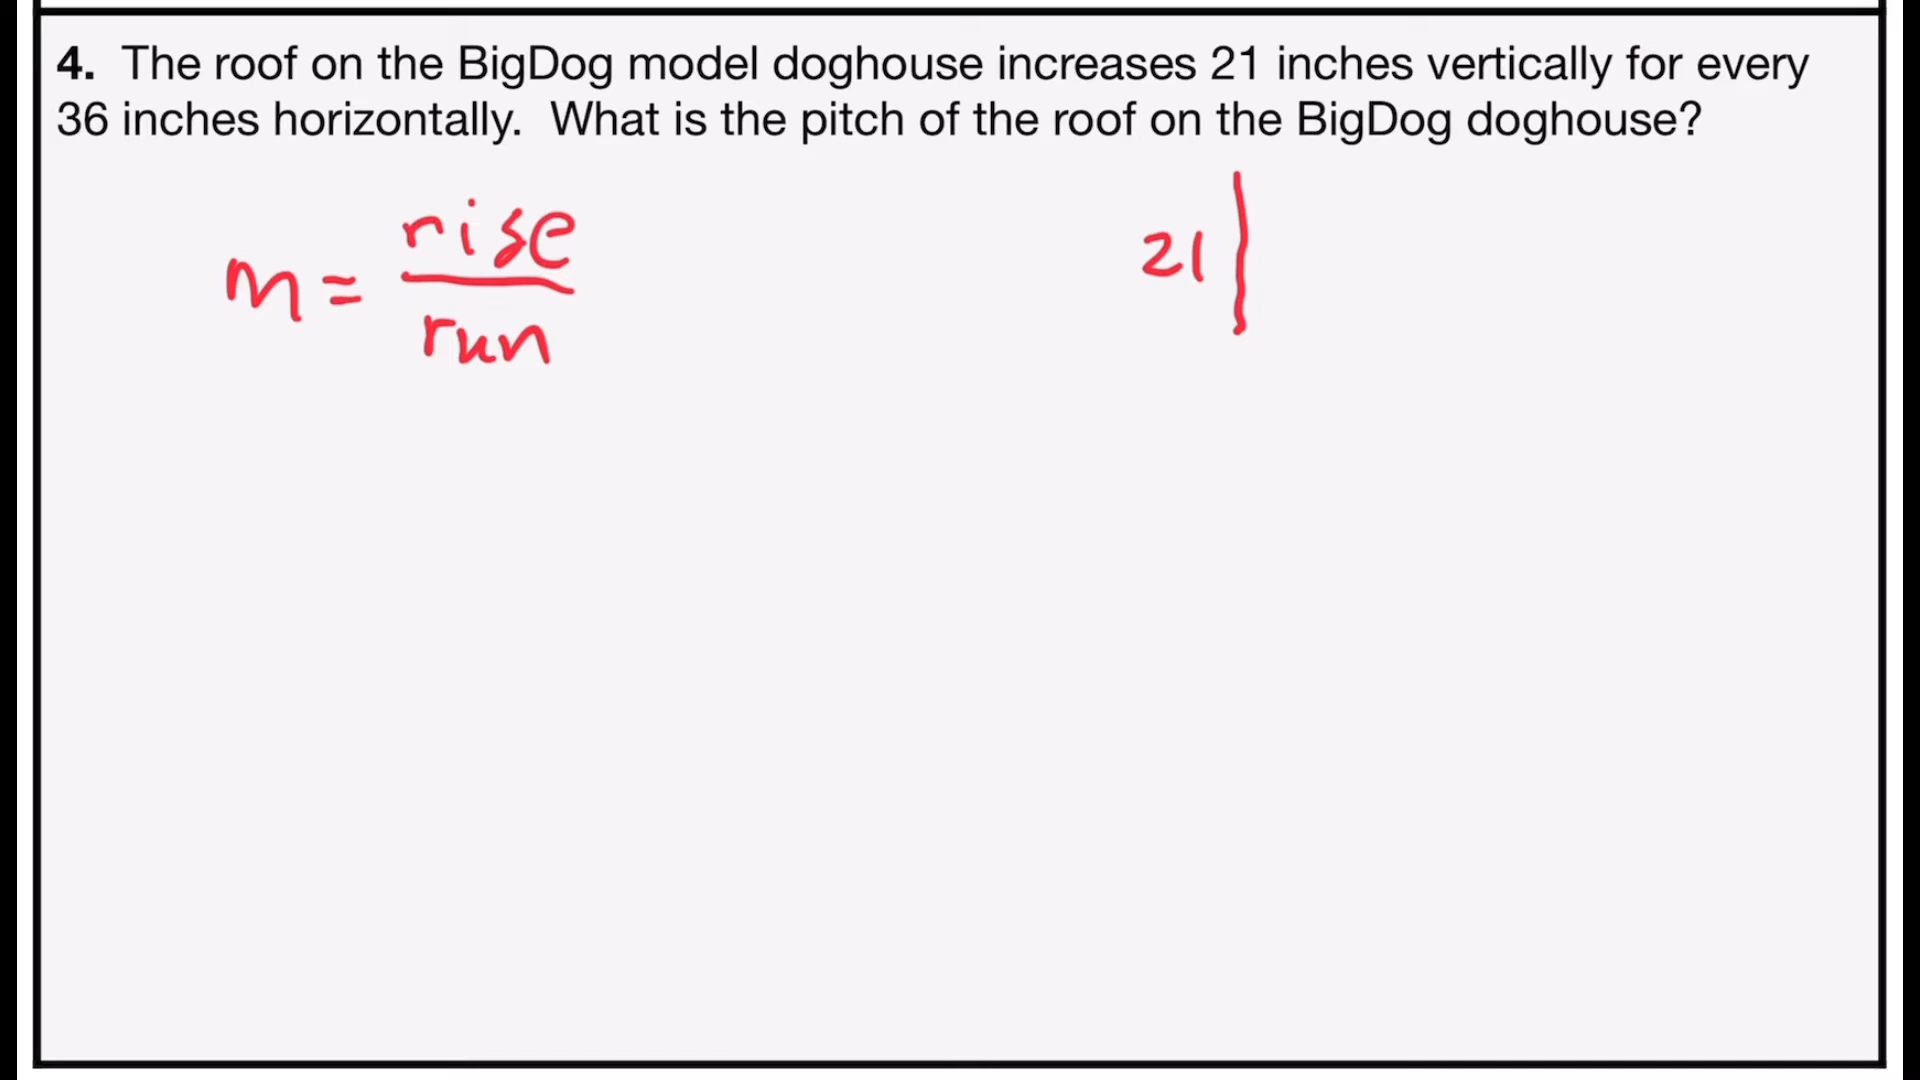 4. The roof on the BigDog model doghouse increases 21 inches vertically for every
36 inches horizontally. What is the pitch of the roof on the BigDog doghouse?
m = rise
run
21